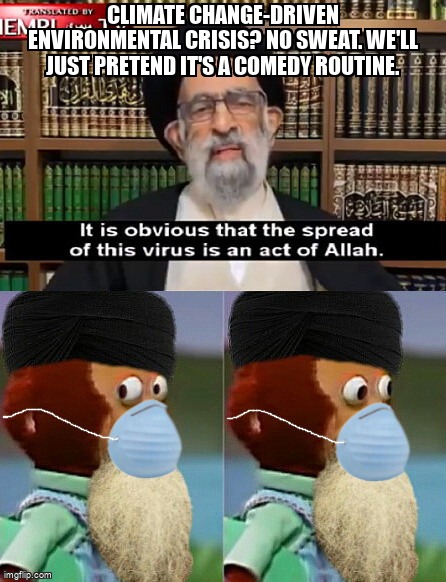 TRANSLATED BY
CLIMATE CHANGE-DRIVEN
ENVIRONMENTAL CRISIS? NO SWEAT. WE'LL
JUST PRETEND IT'S A COMEDY ROUTINE.
It is obvious that the spread
of this virus is an act of Allah.
imgflip.com